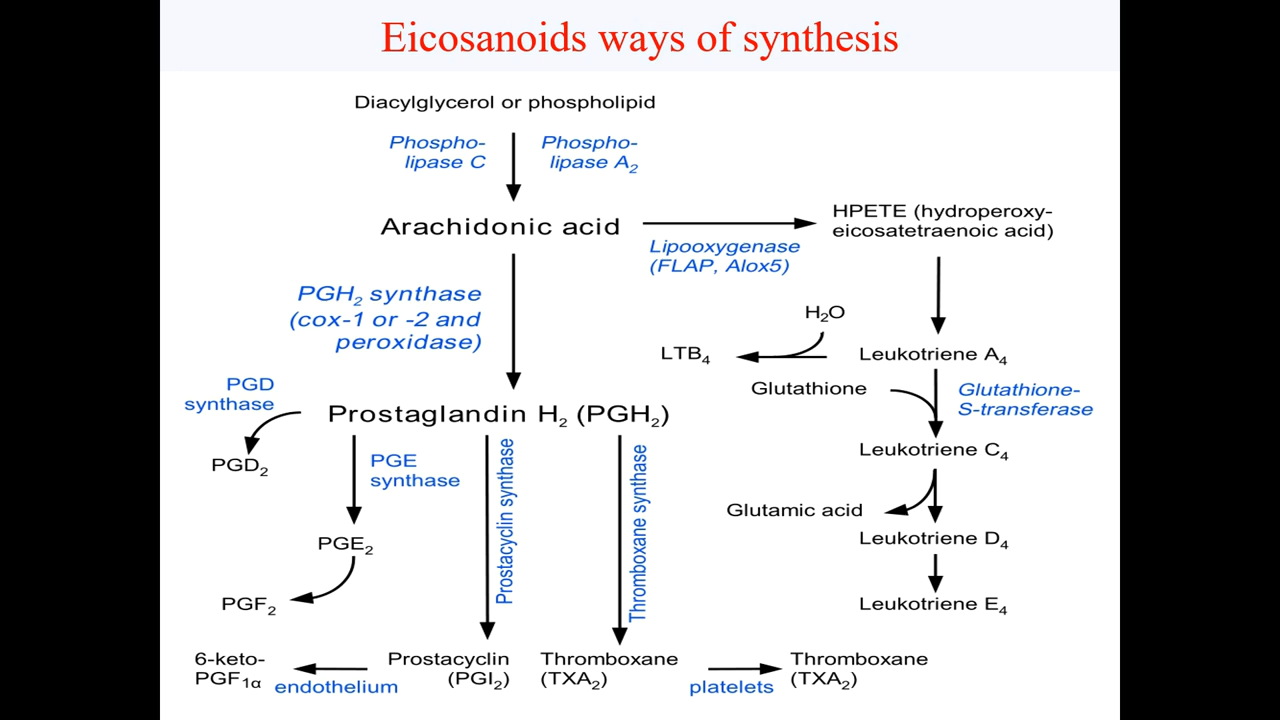 Eicosanoids ways of synthesis
Diacylglycerol or phospholipid
Phospho-
lipase C
Phospho-
lipase A₂
Arachidonic acid
Lipooxygenase
(FLAP, Alox5)
HPETE (hydroperoxy-
eicosatetraenoic acid)
PGH₂ synthase
(cox-1 or -2 and
peroxidase)
H₂O
LTB₄
Leukotriene A₄
Glutathione
Glutathione-
S-transferase
PGD
synthase
Prostaglandin H₂ (PGH₂)
PGD₂
PGE
synthase
Prostacyclin synthase
Thromboxane synthase
Leukotriene C₄
Glutamic acid
Leukotriene D₄
PGE₂
PGF₂
Leukotriene E₄
6-keto-
PGF₁α
endothelium
Prostacyclin
(PGI₂)
Thromboxane
(TXA₂)
platelets
Thromboxane
(TXA₂)